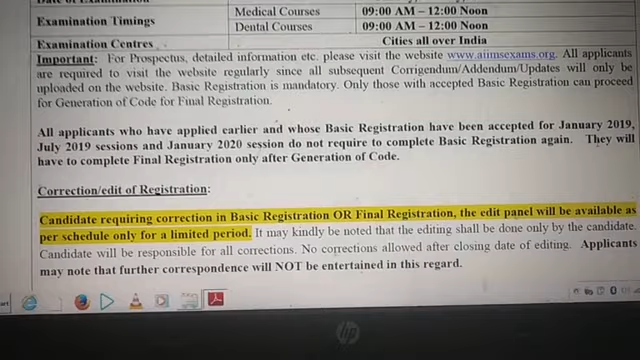 Date of Examination
Medical Courses 09:00 AM – 12:00 Noon
Examination Timings
Dental Courses 09:00 AM – 12:00 Noon
Examination Centres Cities all over India
Important: For Prospectus, detailed information etc. please visit the website www.aiimsexams.org. All applicants
are required to visit the website regularly since all subsequent Corrigendum/Addendum/Updates will only be
uploaded on the website. Basic Registration is mandatory. Only those with accepted Basic Registration can proceed
for Generation of Code for Final Registration.
All applicants who have applied earlier and whose Basic Registration have been accepted for January 2019,
July 2019 sessions and January 2020 session do not require to complete Basic Registration again. They will
have to complete Final Registration only after Generation of Code.
Correction/edit of Registration:
Candidate requiring correction in Basic Registration OR Final Registration, the edit panel will be available as
per schedule only for a limited period. It may kindly be noted that the editing shall be done only by the candidate.
Candidate will be responsible for all corrections. No corrections allowed after closing date of editing. Applicants
may note that further correspondence will NOT be entertained in this regard.
hp